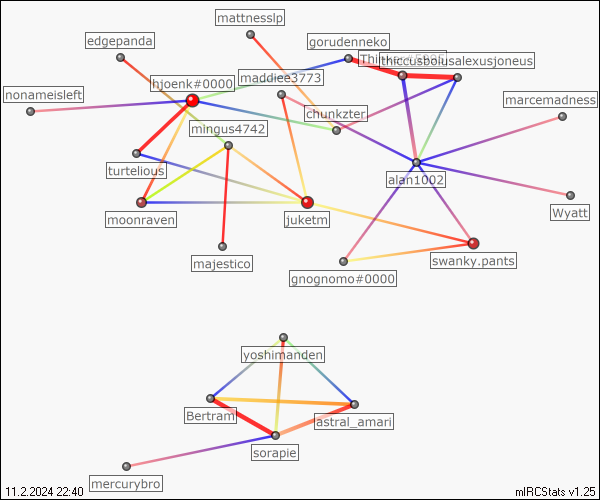 mattnesslp
edgepanda
gorudenneko
thiccusbolusalexusjoneus
hjoenk#0000
maddiee3773
nonameisleft
marcemadness
chunkzter
mingus4742
turtelious
alan1002
Wyatt
moonraven
juketm
majestico
swanky.pants
gnognomo#0000
yoshimanden
Bertram
astral_amari
sorapie
mercurybro
11.2.2024 22:40
mIRCStats v1.25